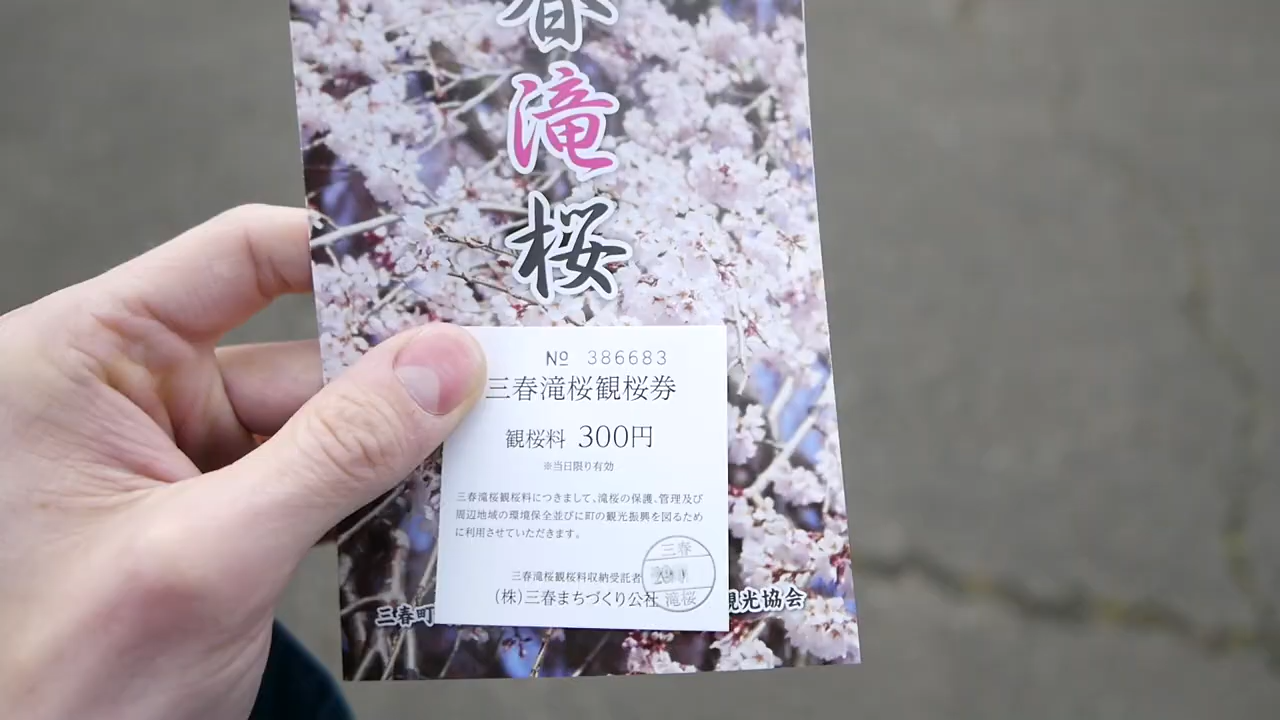 春
滝
桜
№ 386683
三春滝桜観桜券
観桜料 300円
※当日限り有効
三春滝桜観桜料につきまして、滝桜の保護、管理及び
周辺地域の環境保全並びに町の観光振興を図るため
に利用させていただきます。
三春滝桜観桜料収納受託者
(株)三春まちづくり公社
三春
滝桜
三春町
観光協会